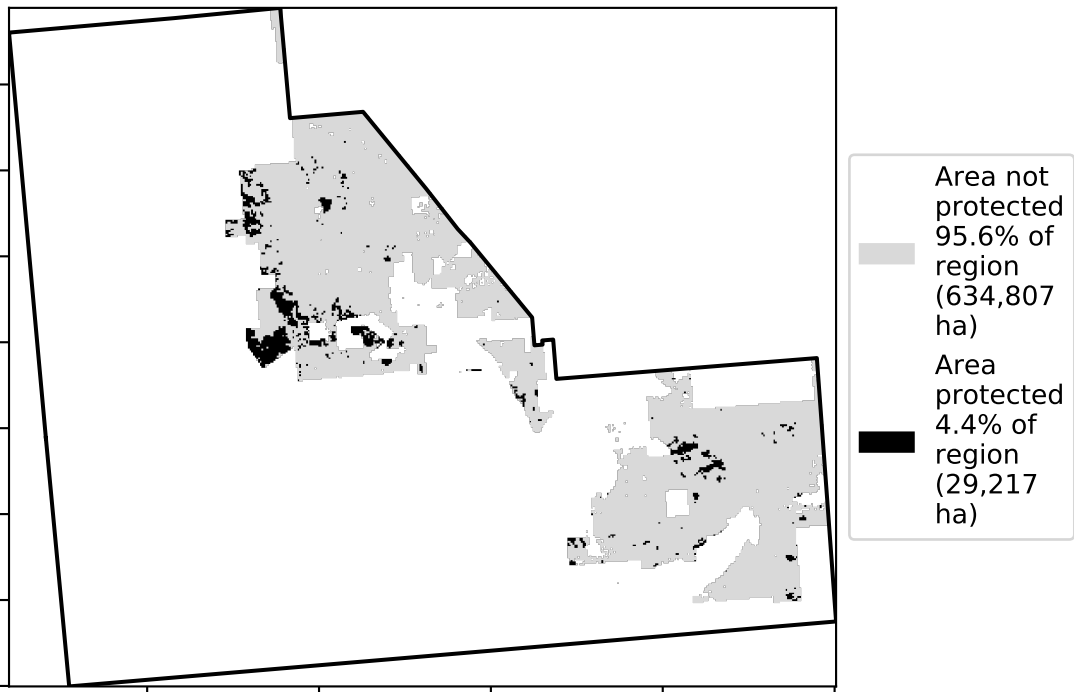 Area not
protected
95.6% of
region
(634,807
ha)
Area
protected
4.4% of
region
(29,217
ha)